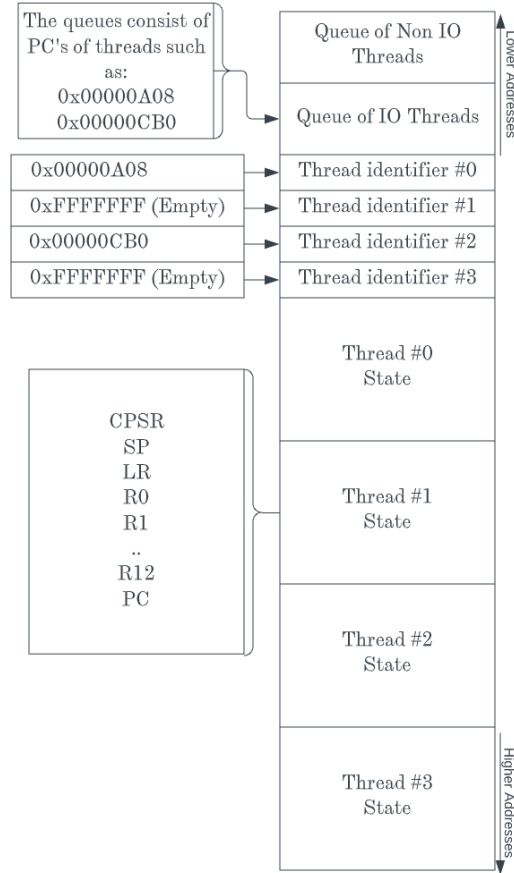 The queues consist of
PC's of threads such
as:
0x00000A08
0x00000CB0
Queue of Non IO
Threads
Queue of IO Threads
Lower Addresses
0x00000A08
Thread identifier #0
0xFFFFFFFF (Empty)
Thread identifier #1
0x00000CB0
Thread identifier #2
0xFFFFFFFF (Empty)
Thread identifier #3
Thread #0
State
CPSR
SP
LR
R0
R1
..
R12
PC
Thread #1
State
Thread #2
State
Thread #3
State
Higher Addresses